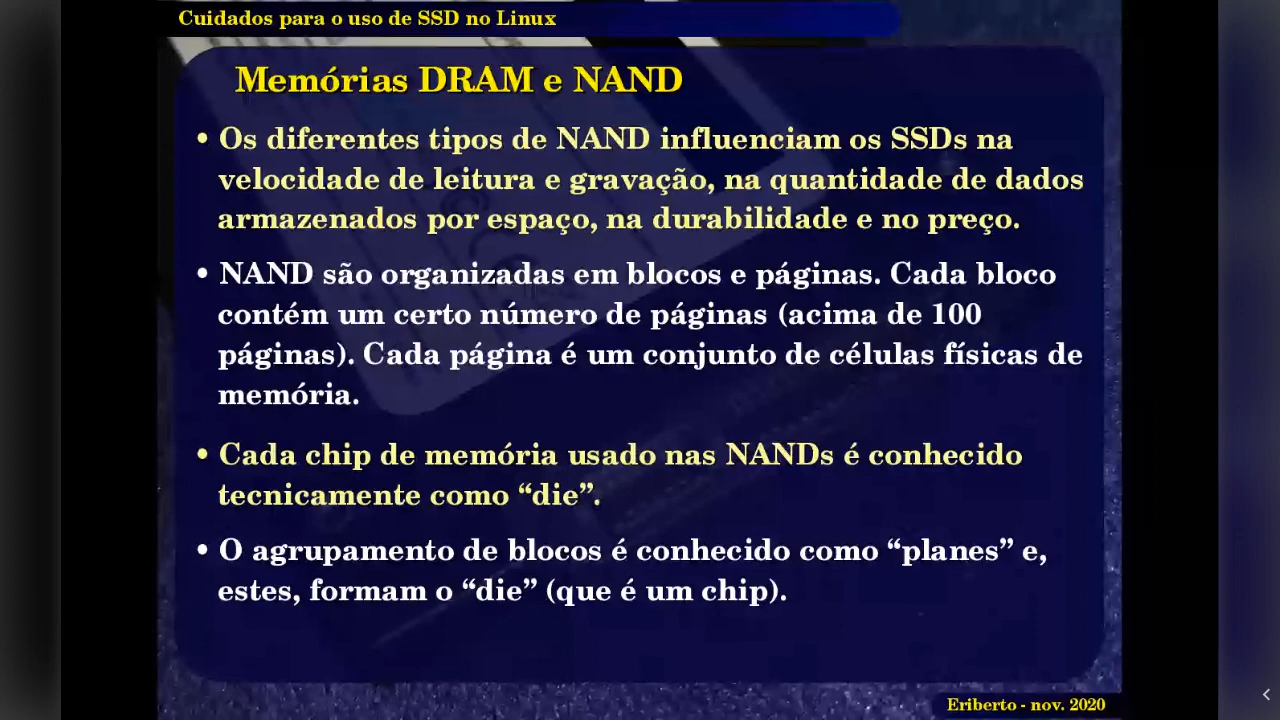 Cuidados para o uso de SSD no Linux
Memórias DRAM e NAND
• Os diferentes tipos de NAND influenciam os SSDs na
velocidade de leitura e gravação, na quantidade de dados
armazenados por espaço, na durabilidade e no preço.
• NAND são organizadas em blocos e páginas. Cada bloco
contém um certo número de páginas (acima de 100
páginas). Cada página é um conjunto de células físicas de
memória.
• Cada chip de memória usado nas NANDs é conhecido
tecnicamente como “die”.
• O agrupamento de blocos é conhecido como “planes” e,
estes, formam o “die” (que é um chip).
Eriberto - nov. 2020